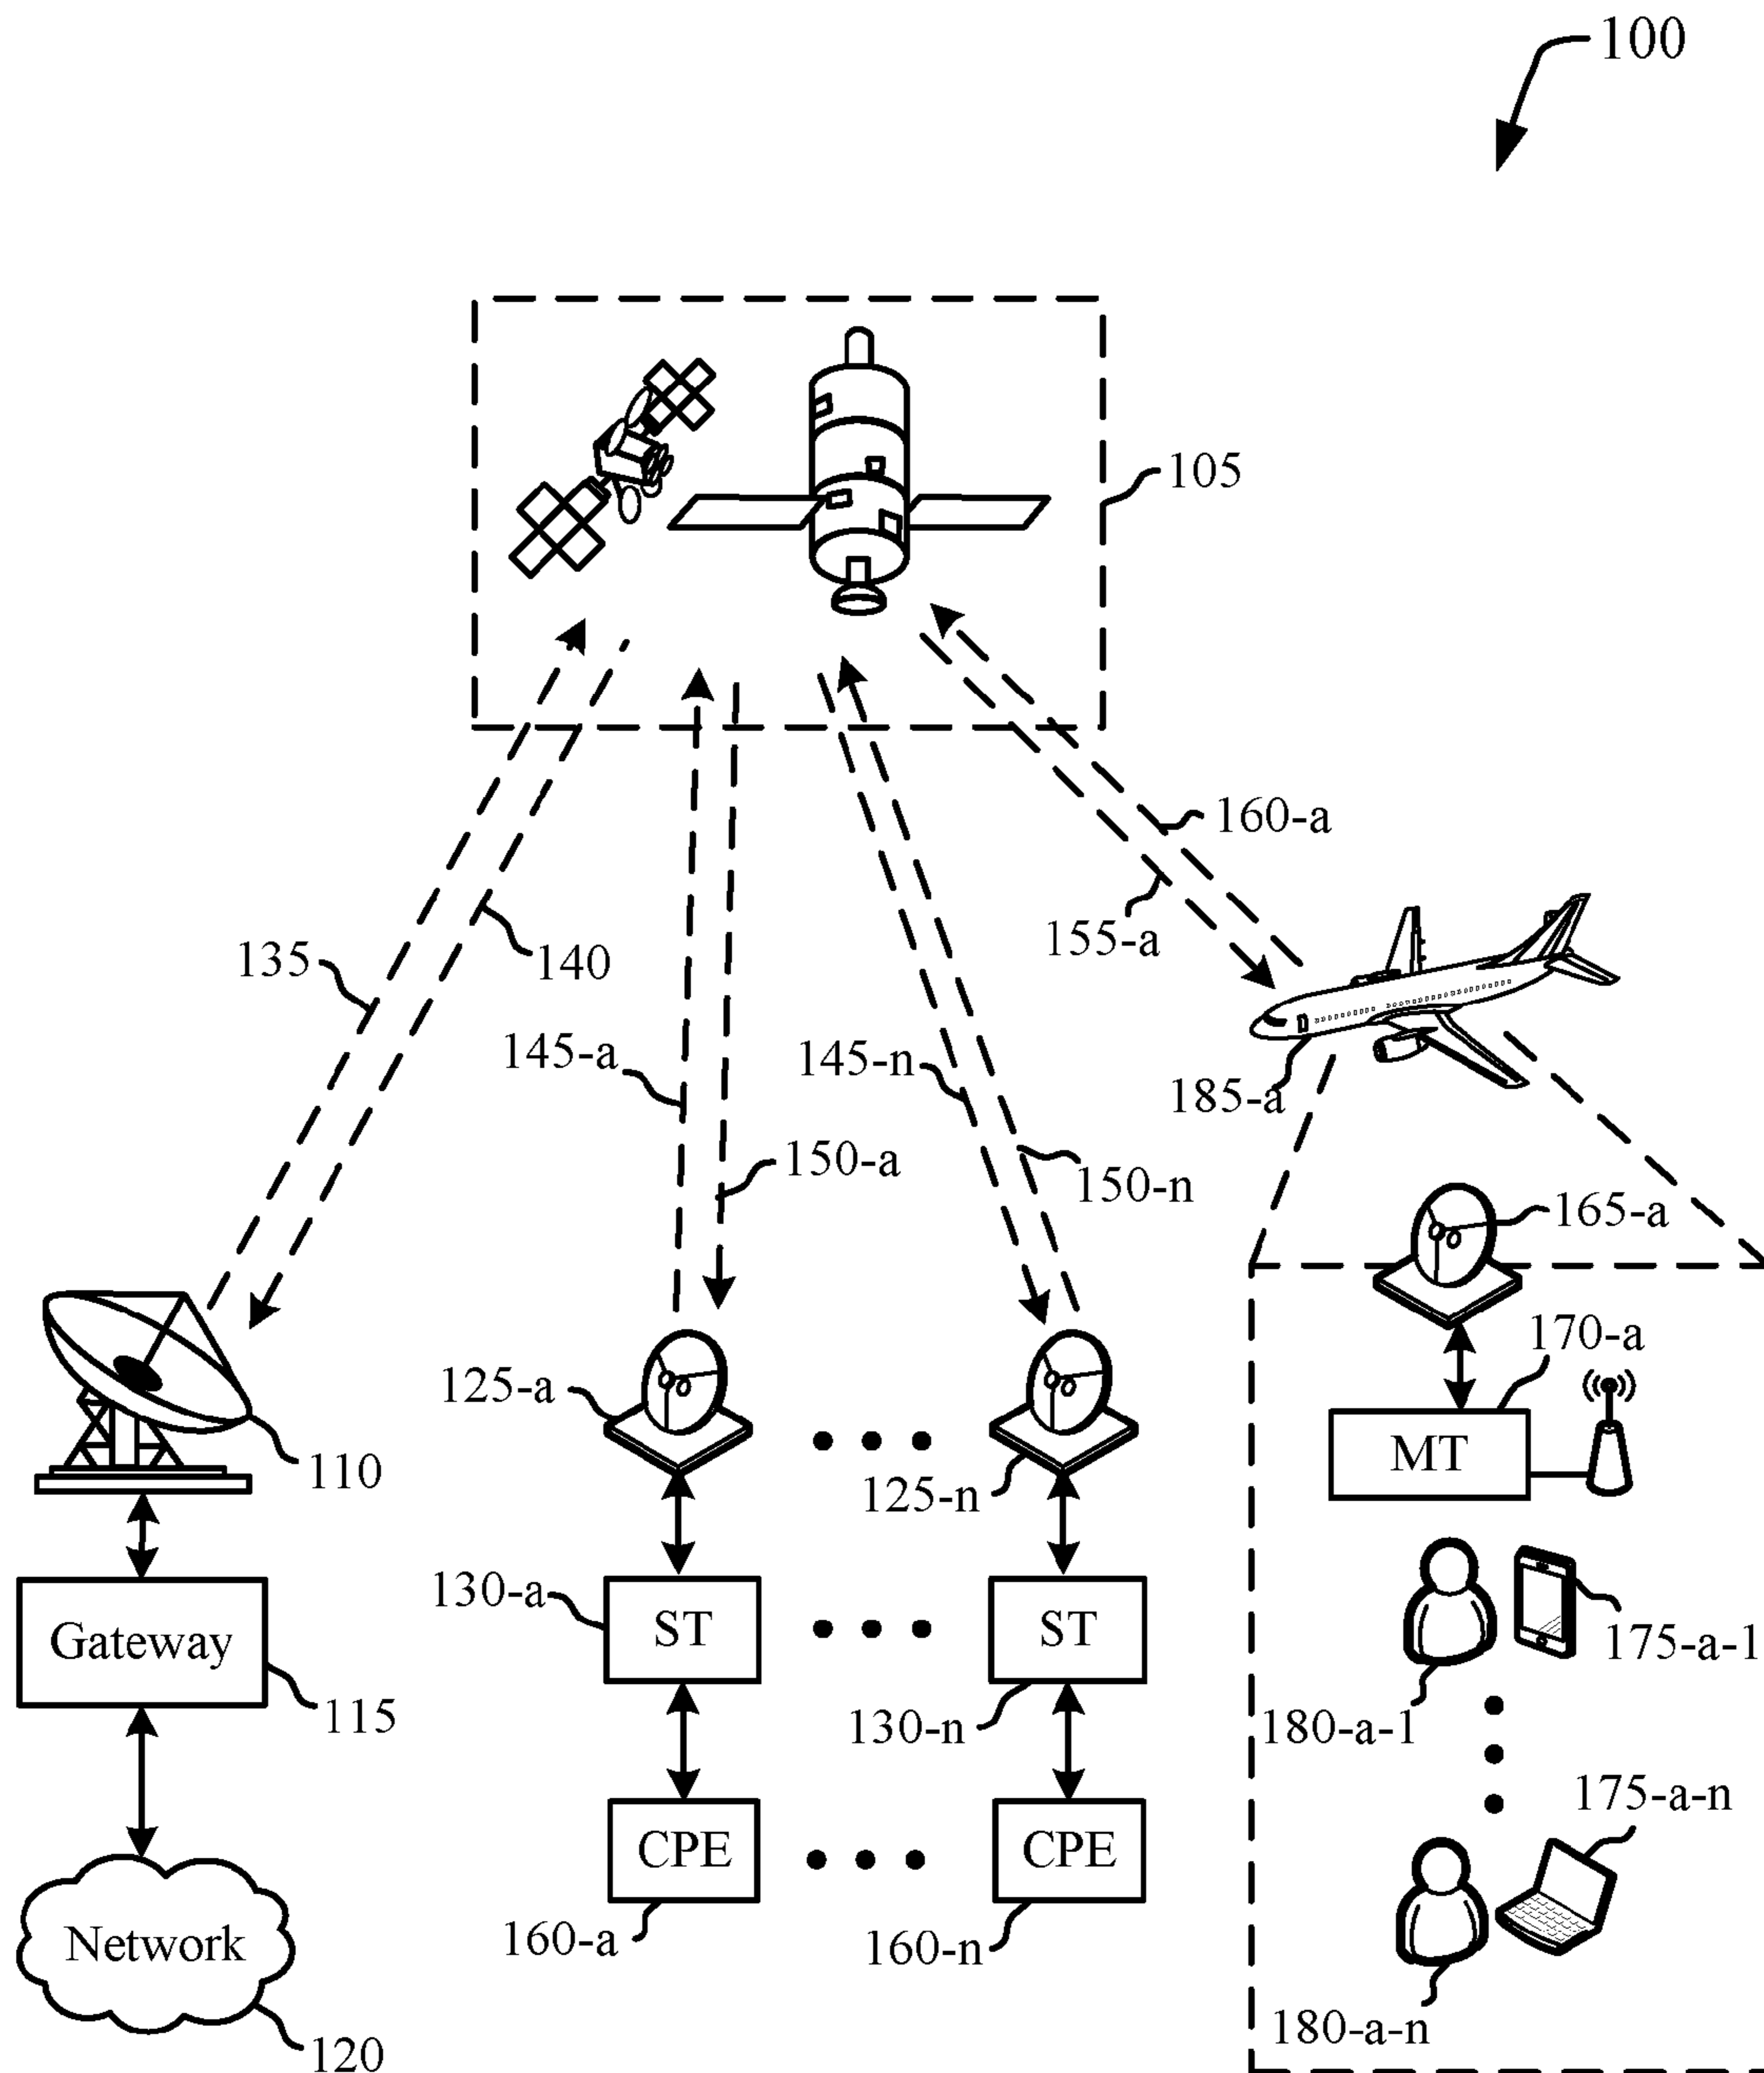 100
105
160-a
155-a
135
140
145-a
145-n
185-a
150-a
150-n
165-a
170-a
125-a
110
125-n
MT
130-a
ST
ST
Gateway
175-a-1
115
130-n
180-a-1
175-a-n
CPE
CPE
160-a
160-n
Network
180-a-n
120